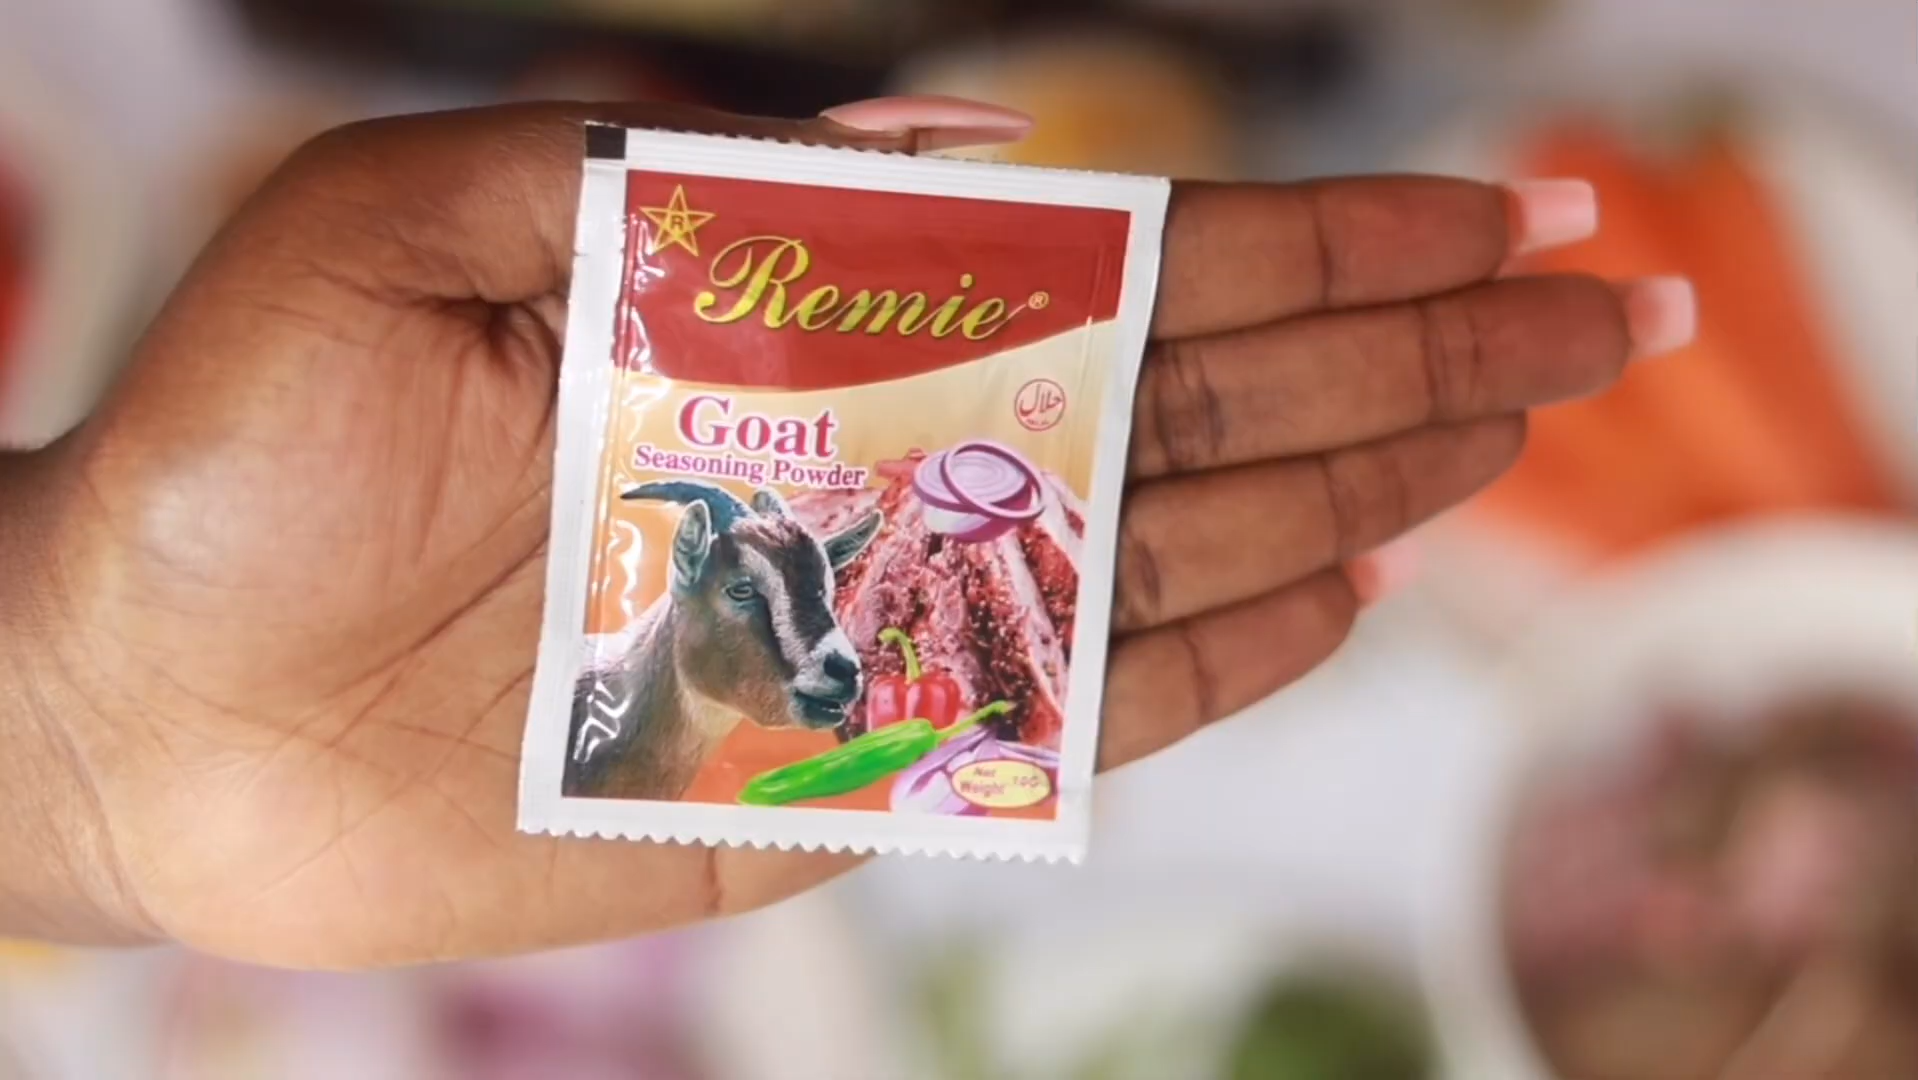 R
Remie®
Goat
Seasoning Powder
حلال
Net
Weight